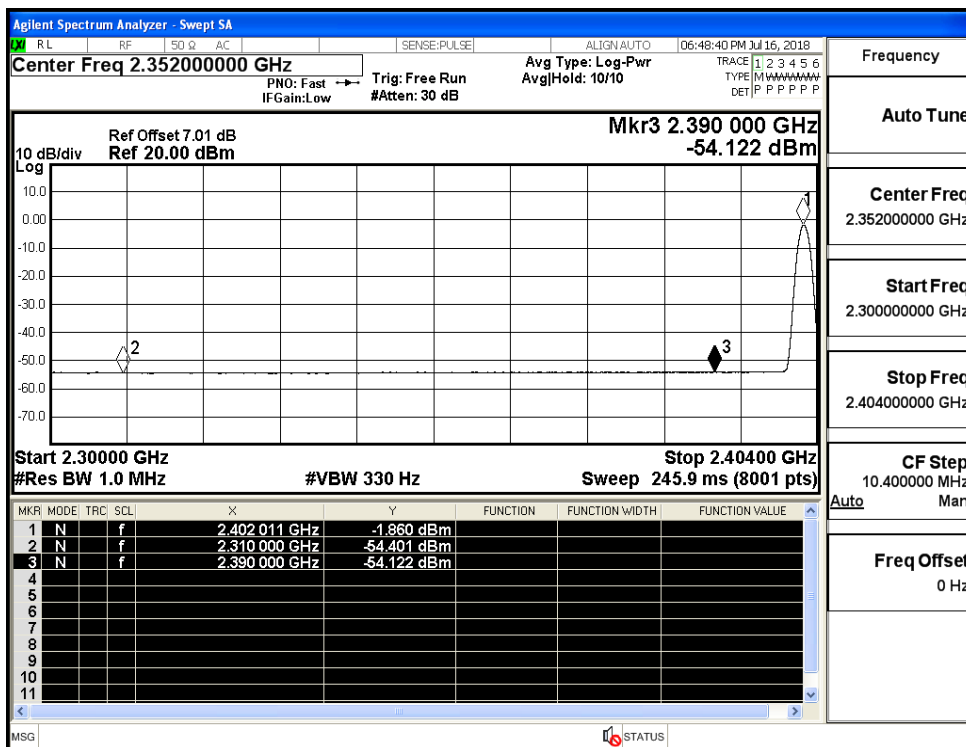 Agilent Spectrum Analyzer - Swept SA
LXI RL RF 50 Ω AC SENSE:PULSE ALIGN AUTO 06:48:40 PM Jul 16, 2018
Center Freq 2.352000000 GHz
PNO: Fast
IFGain:Low
Trig: Free Run
#Atten: 30 dB
Avg Type: Log-Pwr
Avg|Hold: 10/10
TRACE 1 2 3 4 5 6
TYPE M WWWWW
DET P P P P P P
Ref Offset 7.01 dB
10 dB/div Ref 20.00 dBm
Log
Mkr3 2.390 000 GHz
-54.122 dBm
10.0
0.00
-10.0
-20.0
-30.0
-40.0
-50.0
-60.0
-70.0
1
2
3
Start 2.30000 GHz Stop 2.40400 GHz
#Res BW 1.0 MHz #VBW 330 Hz Sweep 245.9 ms (8001 pts)
MKR MODE TRC SCL X Y FUNCTION FUNCTION WIDTH FUNCTION VALUE
1 N f 2.402 011 GHz -1.860 dBm
2 N f 2.310 000 GHz -54.401 dBm
3 N f 2.390 000 GHz -54.122 dBm
4
5
6
7
8
9
10
11
MSG STATUS
Frequency
Auto Tune
Center Freq
2.352000000 GHz
Start Freq
2.300000000 GHz
Stop Freq
2.404000000 GHz
CF Step
10.400000 MHz
Auto Man
Freq Offset
0 Hz